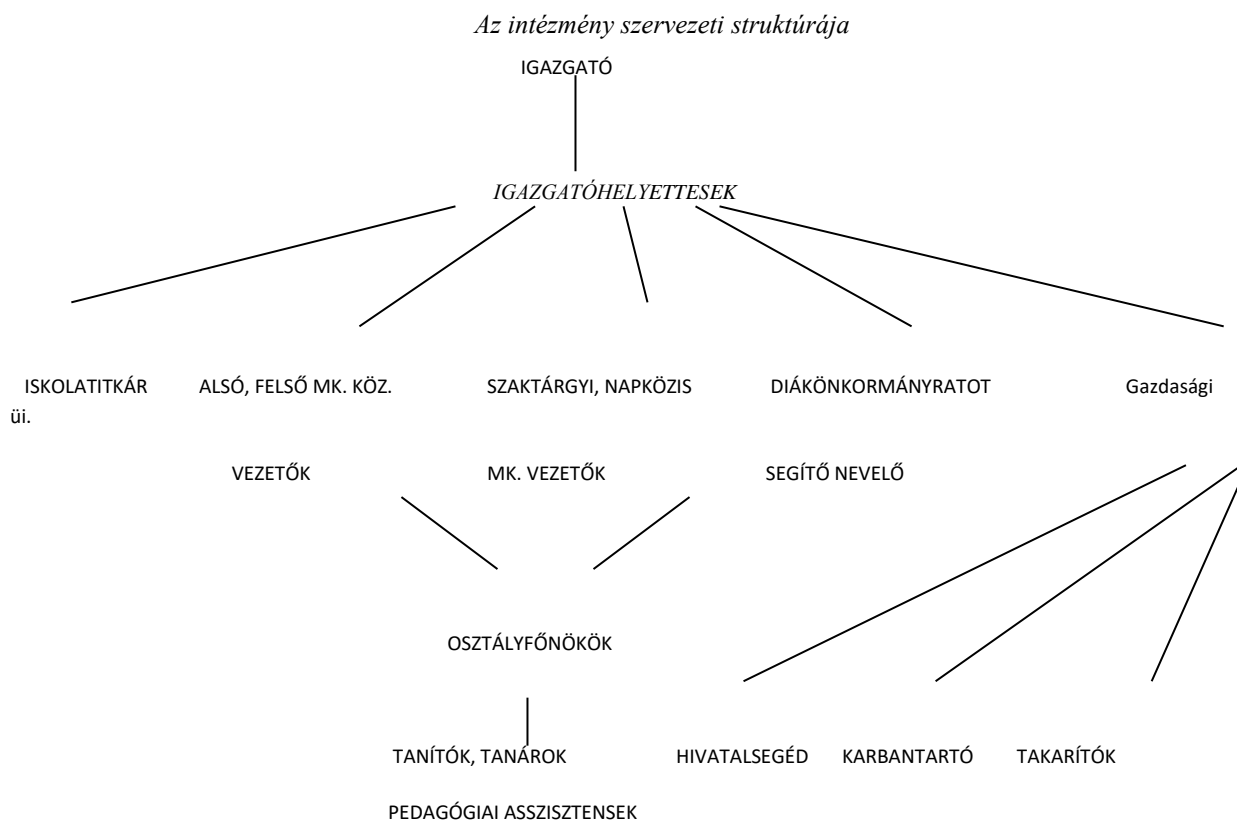 Az intézmény szervezeti struktúrája
IGAZGATÓ
IGAZGATÓHELYETTESEK
ISKOLATITKÁR ALSÓ, FELSŐ MK. KÖZ. SZAKTÁRGYI, NAPKÖZIS DIÁKÖNKORMÁNYRATOT Gazdasági
üi.
VEZETŐK MK. VEZETŐK SEGÍTŐ NEVELŐ
OSZTÁLYFŐNÖKÖK
TANÍTÓK, TANÁROK HIVATALSEGÉD KARBANTARTÓ TAKARÍTÓK
PEDAGÓGIAI ASSZISZTENSEK